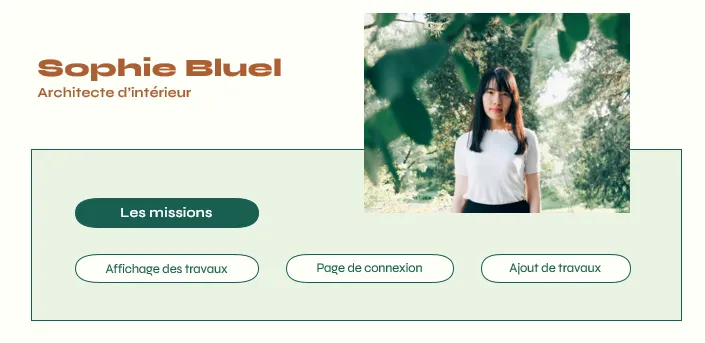 Sophie Bluel
Architecte d'intérieur
Les missions
Affichage des travaux
Page de connexion
Ajout de travaux